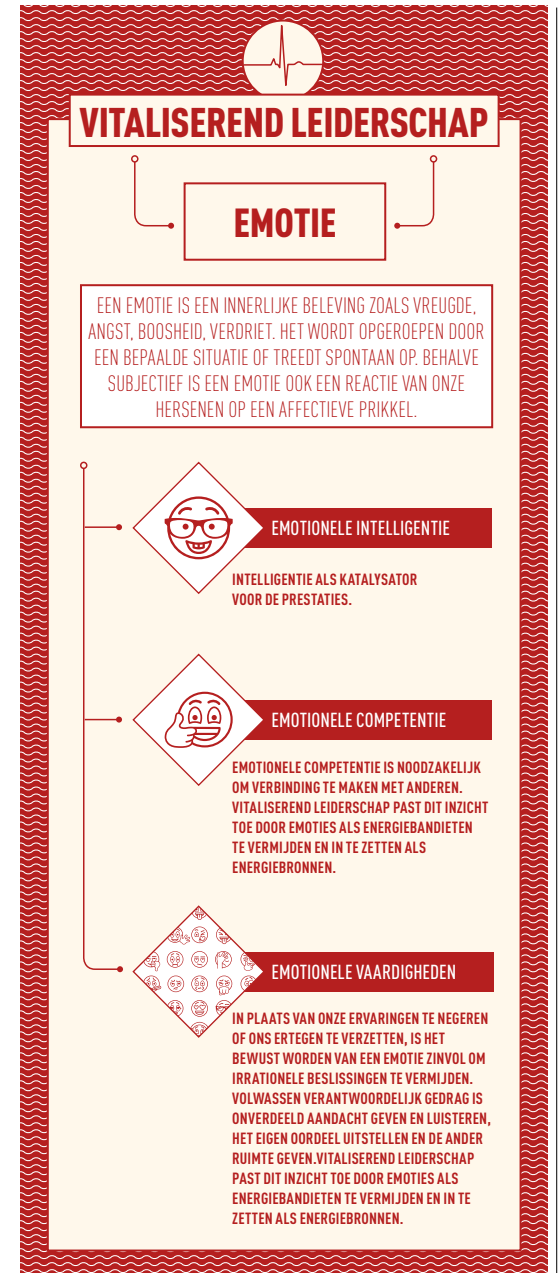 VITALISEREND LEIDERSCHAP
EMOTIE
EEN EMOTIE IS EEN INNERLIJKE BELEVING ZOALS VREUGDE,
ANGST, BOOSHEID, VERDRIET. HET WORDT OPGEROEPEN DOOR
EEN BEPAALDE SITUATIE OF TREEDT SPONTAAN OP. BEHALVE
SUBJECTIEF IS EEN EMOTIE OOK EEN REACTIE VAN ONZE
HERSENEN OP EEN AFFECTIEVE PRIKKEL.
EMOTIONELE INTELLIGENTIE
INTELLIGENTIE ALS KATALYSATOR
VOOR DE PRESTATIES.
EMOTIONELE COMPETENTIE
EMOTIONELE COMPETENTIE IS NOODZAKELIJK
OM VERBINDING TE MAKEN MET ANDEREN.
VITALISEREND LEIDERSCHAP PAST DIT INZICHT
TOE DOOR EMOTIES ALS ENERGIEBANDIETEN
TE VERMIJDEN EN IN TE ZETTEN ALS
ENERGIEBRONNEN.
EMOTIONELE VAARDIGHEDEN
IN PLAATS VAN ONZE ERVARINGEN TE NEGEREN
OF ONS ERTEGEN TE VERZETTEN, IS HET
BEWUST WORDEN VAN EEN EMOTIE ZINVOL OM
IRRATIONELE BESLISSINGEN TE VERMIJDEN.
VOLWASSEN VERANTWOORDELIJK GEDRAG IS
ONVERDEELD AANDACHT GEVEN EN LUISTEREN,
HET EIGEN OORDEEL UITSTELLEN EN DE ANDER
RUIMTE GEVEN.VITALISEREND LEIDERSCHAP
PAST DIT INZICHT TOE DOOR EMOTIES ALS
ENERGIEBANDIETEN TE VERMIJDEN EN IN TE
ZETTEN ALS ENERGIEBRONNEN.